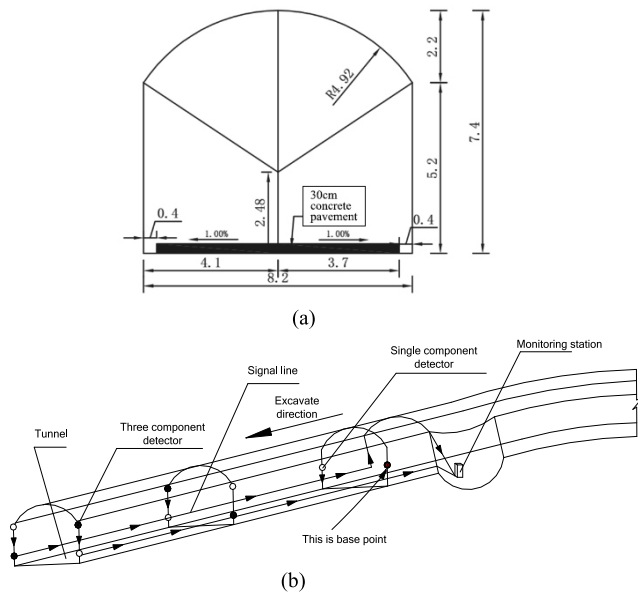 2.2
R4.92
7.4
5.2
30cm
concrete
pavement
2.48
0.4
0.4
1.00%
1.00%
4.1
3.7
8.2
(a)
Monitoring station
Single component
detector
Signal line
Excavate
direction
Three component
detector
Tunnel
This is base point
(b)